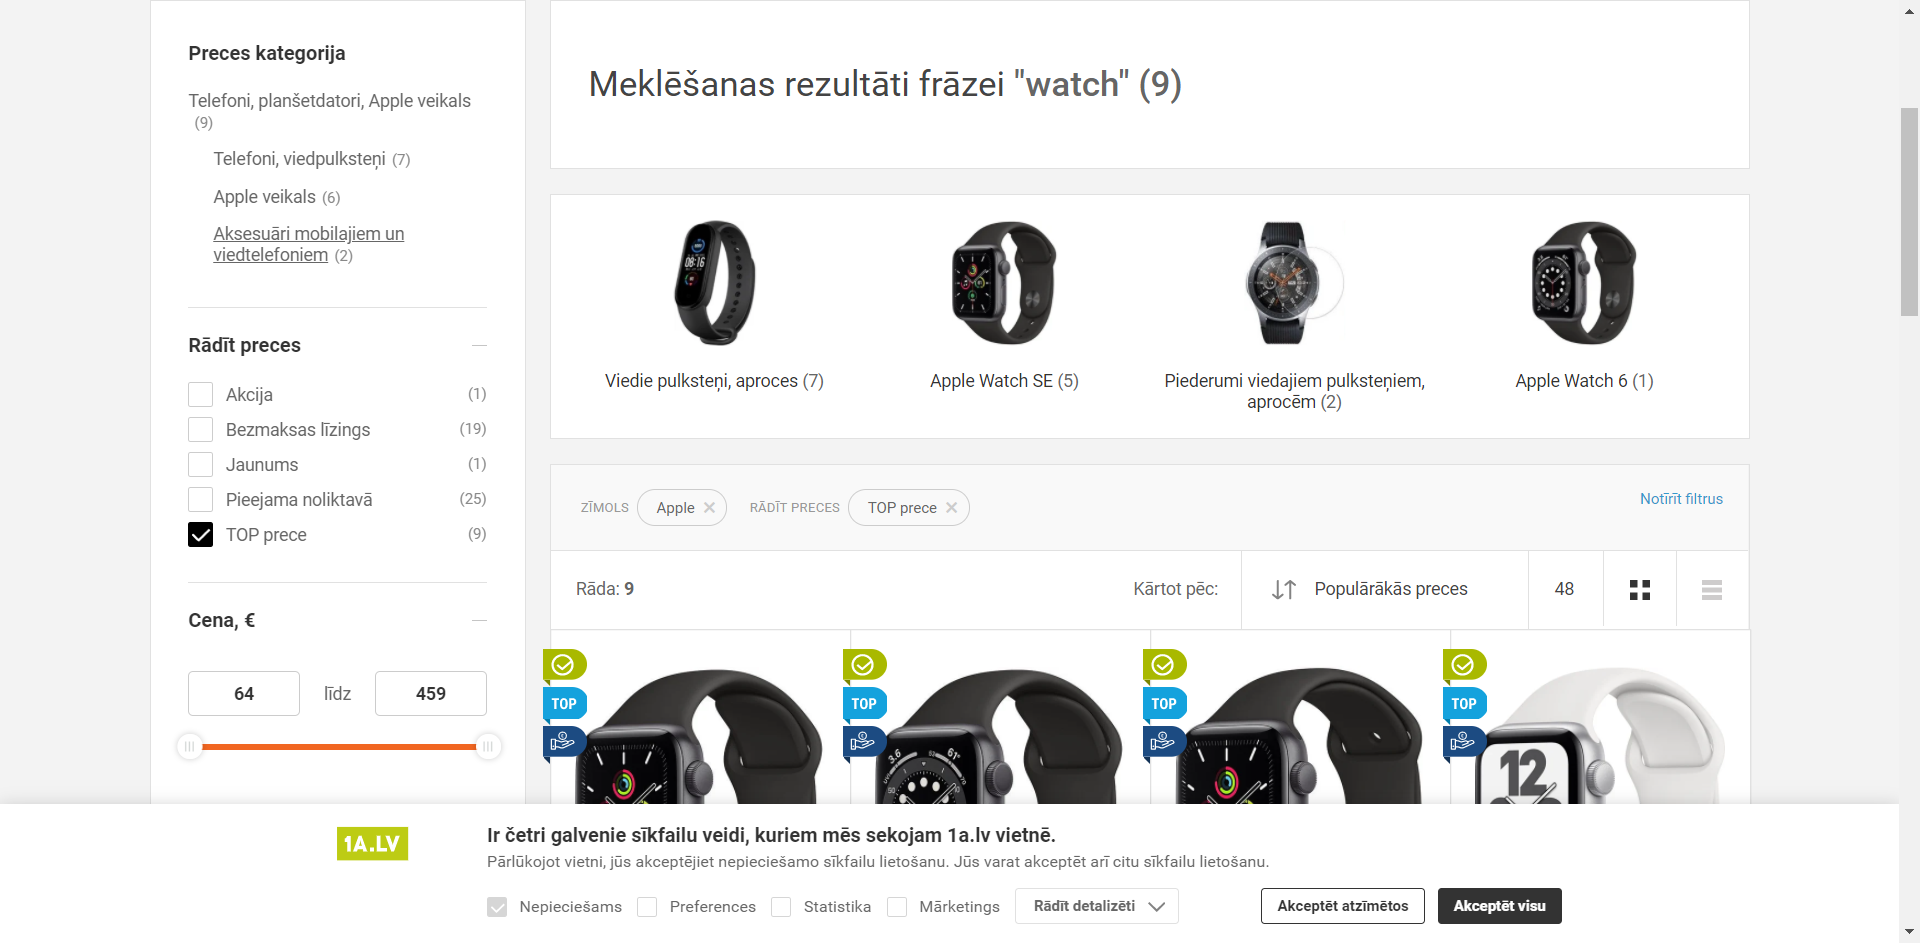 Preces kategorija
Telefoni, planšetdatori, Apple veikals
(9)
Telefoni, viedpulksteņi (7)
Apple veikals (6)
Aksesuāri mobilajiem un
viedtelefoniem (2)
Rādīt preces
Akcija (1)
Bezmaksas līzings (19)
Jaunums (1)
Pieejama noliktavā (25)
TOP prece (9)
Cena, €
64 līdz 459
Meklēšanas rezultāti frāzei "watch" (9)
Viedie pulksteņi, aproces (7)
Apple Watch SE (5)
Piederumi viedajiem pulksteņiem,
aprocēm (2)
Apple Watch 6 (1)
ZĪMOLS Apple RĀDĪT PRECES TOP prece
Notīrīt filtrus
Rāda: 9
Kārtot pēc: Populārākās preces 48
TOP
TOP
TOP
TOP
12
1A.LV
Ir četri galvenie sīkfailu veidi, kuriem mēs sekojam 1a.lv vietnē.
Pārlūkojot vietni, jūs akceptējiet nepieciešamo sīkfailu lietošanu. Jūs varat akceptēt arī citu sīkfailu lietošanu.
Nepieciešams Preferences Statistika Mārketings Rādīt detalizēti
Akceptēt atzīmētos Akceptēt visu